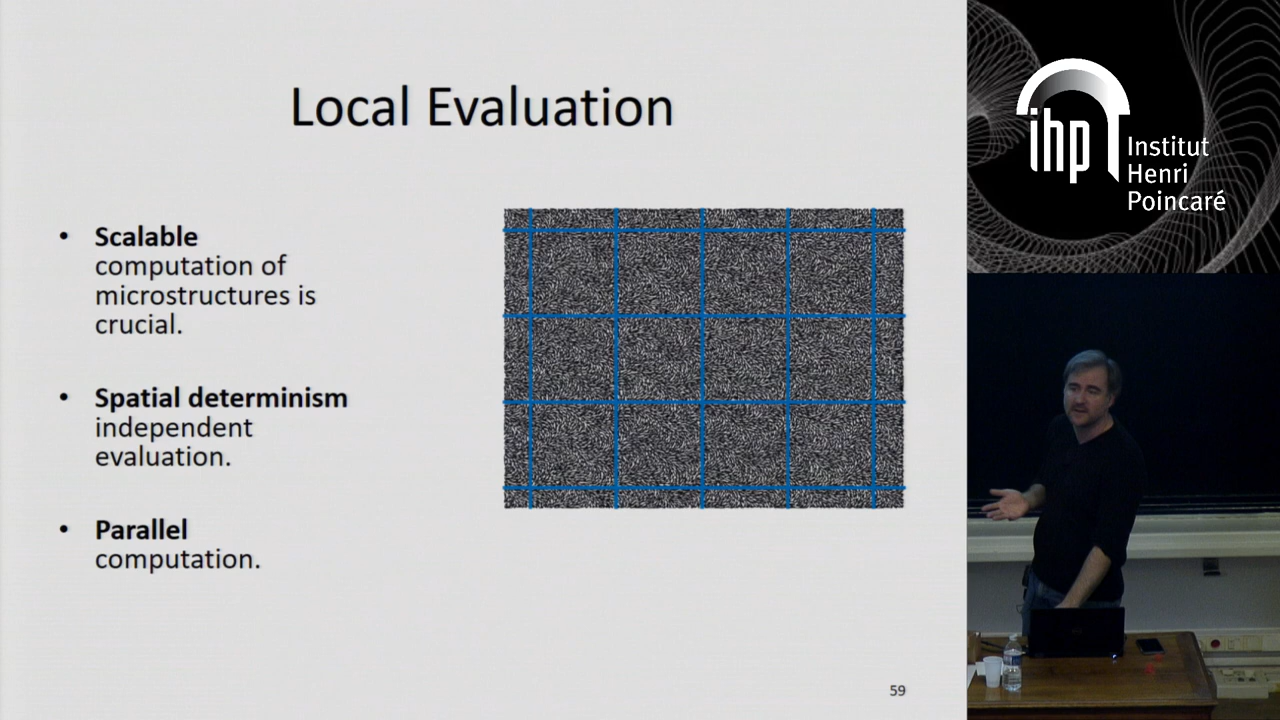 Local Evaluation
• Scalable
computation of
microstructures is
crucial.
• Spatial determinism
independent
evaluation.
• Parallel
computation.
59
ihp
Institut
Henri
Poincaré